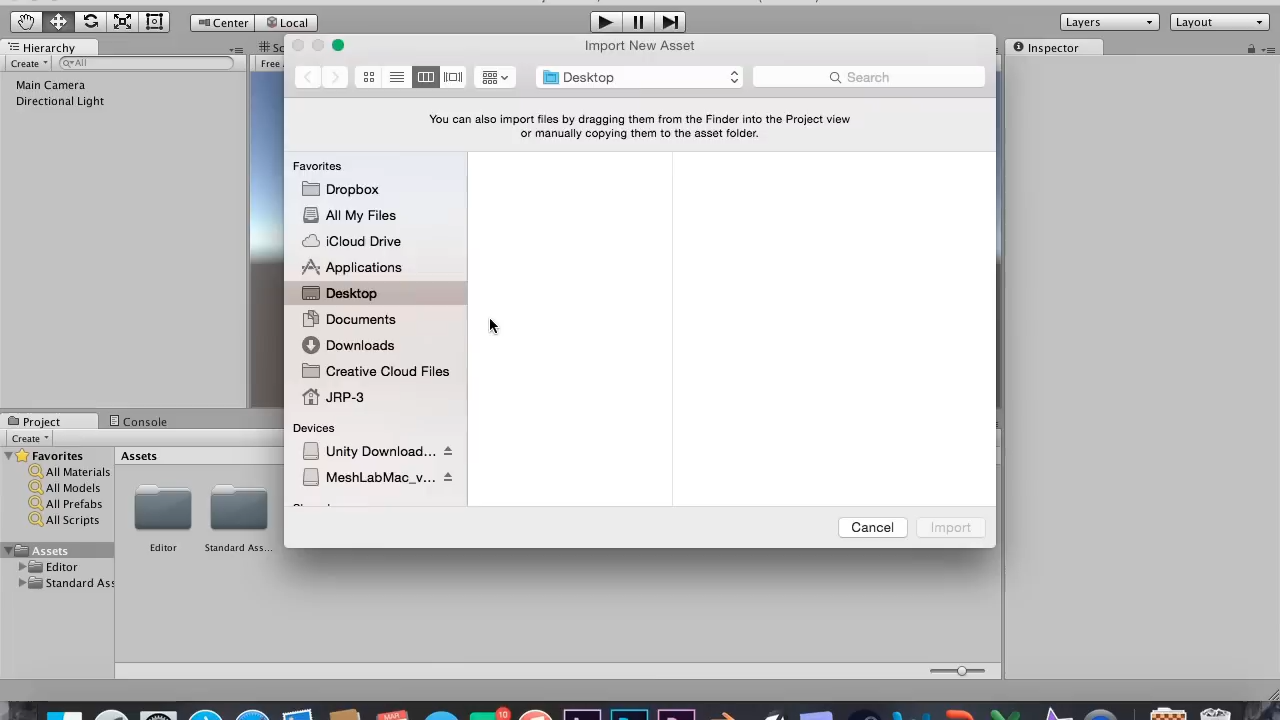 Center
Local
Layers
Layout
Hierarchy
Create
All
Main Camera
Directional Light
Import New Asset
Desktop
Search
You can also import files by dragging them from the Finder into the Project view
or manually copying them to the asset folder.
Favorites
Dropbox
All My Files
iCloud Drive
Applications
Desktop
Documents
Downloads
Creative Cloud Files
JRP-3
Devices
Unity Download...
MeshLabMac_v...
Cancel
Import
Inspector
Project
Console
Create
Favorites
All Materials
All Models
All Prefabs
All Scripts
Assets
Editor
Standard Ass
Assets
Editor
Standard Ass...
MAR
10